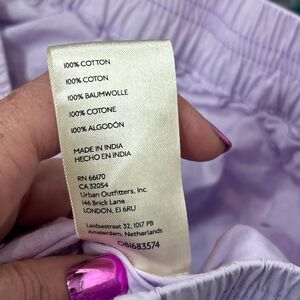 100% COTTON
100% COTON
100% BAUMWOLLE
100% COTONE
100% ALGODÓN
MADE IN INDIA
HECHO EN INDIA
RN 66170
CA 32054
Urban Outfitters, Inc.
146 Brick Lane
LONDON, E1 6RU
Leidsestraat 32, 1017 PB
Amsterdam, Netherlands
OB1683574